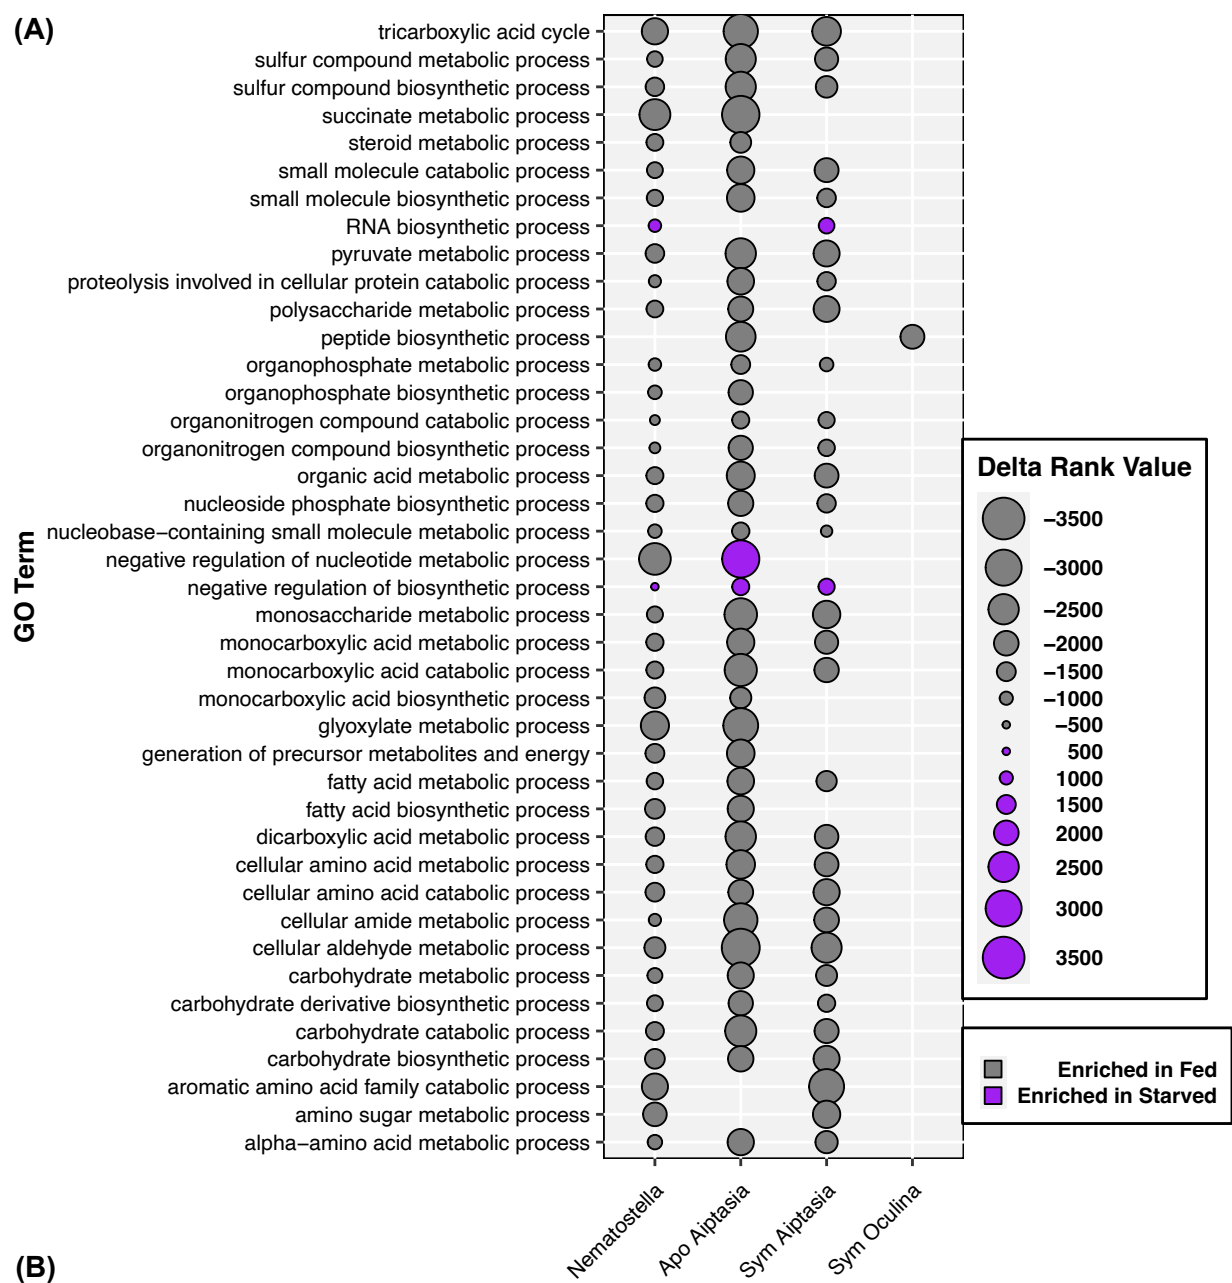 (A)
GO Term
tricarboxylic acid cycle
sulfur compound metabolic process
sulfur compound biosynthetic process
succinate metabolic process
steroid metabolic process
small molecule catabolic process
small molecule biosynthetic process
RNA biosynthetic process
pyruvate metabolic process
proteolysis involved in cellular protein catabolic process
polysaccharide metabolic process
peptide biosynthetic process
organophosphate metabolic process
organophosphate biosynthetic process
organonitrogen compound catabolic process
organonitrogen compound biosynthetic process
organic acid metabolic process
nucleoside phosphate biosynthetic process
nucleobase−containing small molecule metabolic process
negative regulation of nucleotide metabolic process
negative regulation of biosynthetic process
monosaccharide metabolic process
monocarboxylic acid metabolic process
monocarboxylic acid catabolic process
monocarboxylic acid biosynthetic process
glyoxylate metabolic process
generation of precursor metabolites and energy
fatty acid metabolic process
fatty acid biosynthetic process
dicarboxylic acid metabolic process
cellular amino acid metabolic process
cellular amino acid catabolic process
cellular amide metabolic process
cellular aldehyde metabolic process
carbohydrate metabolic process
carbohydrate derivative biosynthetic process
carbohydrate catabolic process
carbohydrate biosynthetic process
aromatic amino acid family catabolic process
amino sugar metabolic process
alpha−amino acid metabolic process
Nematostella
Apo Aiptasia
Sym Aiptasia
Sym Oculina
Delta Rank Value
−3500
−3000
−2500
−2000
−1500
−1000
−500
500
1000
1500
2000
2500
3000
3500
Enriched in Fed
Enriched in Starved
(B)